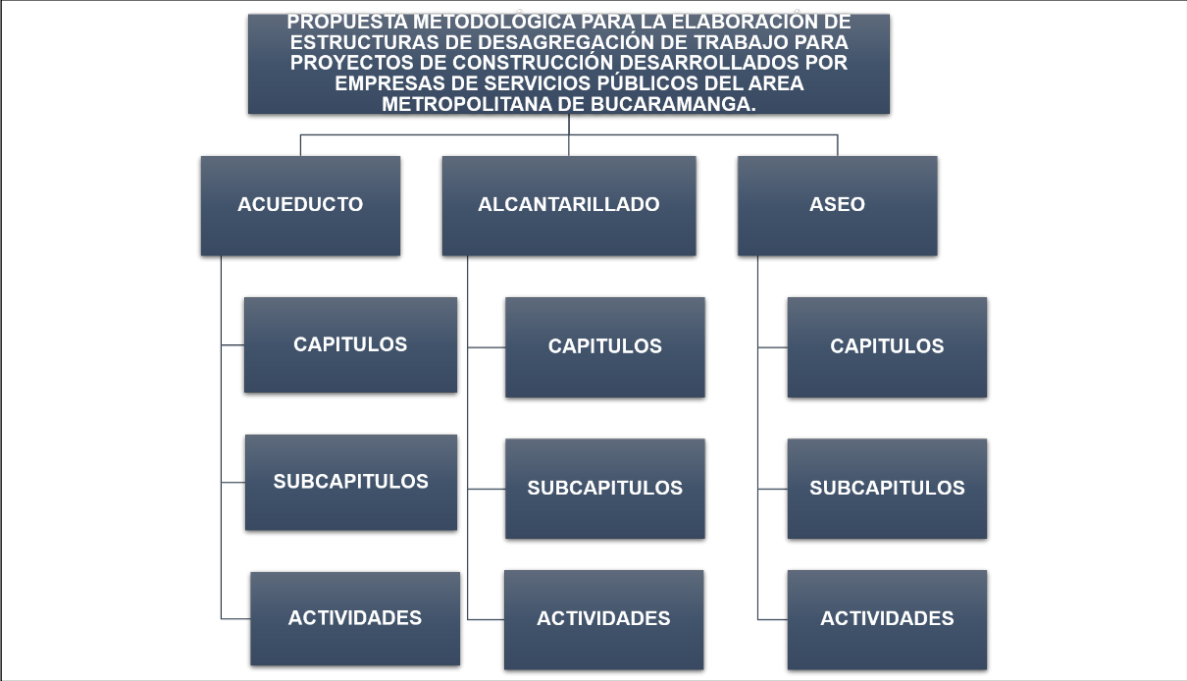 PROPUESTA METODOLÓGICA PARA LA ELABORACIÓN DE
ESTRUCTURAS DE DESAGREGACIÓN DE TRABAJO PARA
PROYECTOS DE CONSTRUCCIÓN DESARROLLADOS POR
EMPRESAS DE SERVICIOS PÚBLICOS DEL AREA
METROPOLITANA DE BUCARAMANGA.
ACUEDUCTO
CAPITULOS
SUBCAPITULOS
ACTIVIDADES
ALCANTARILLADO
CAPITULOS
SUBCAPITULOS
ACTIVIDADES
ASEO
CAPITULOS
SUBCAPITULOS
ACTIVIDADES